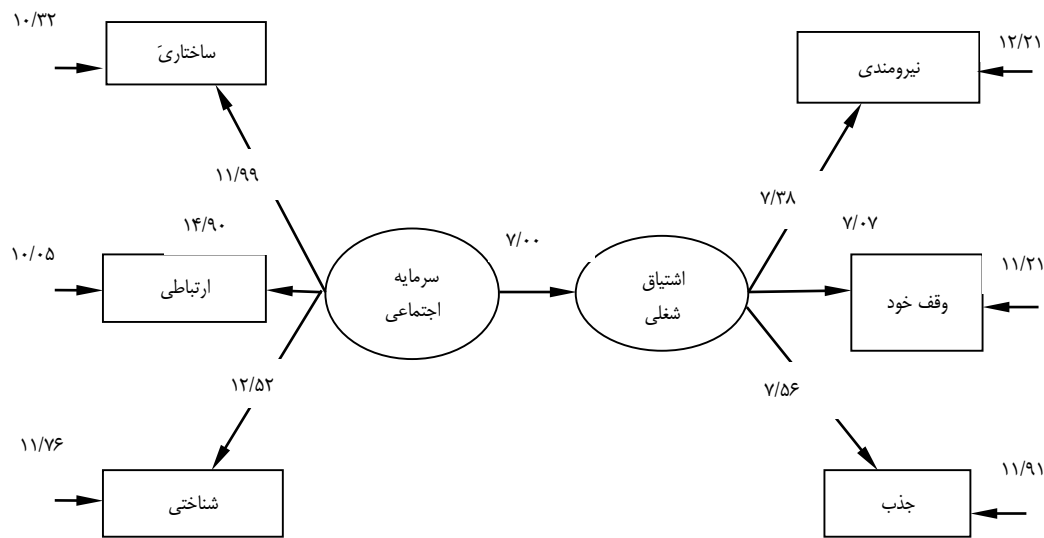 ۱۰/۳۲
ساختاریَ
نیرومندی
۱۲/۲۱
۱۱/۹۹
۷/۳۸
۱۴/۹۰
۷/۰۷
۷/۰۰
۱۰/۰۵
ارتباطی
سرمایه
اجتماعی
اشتیاق
شغلی
وقف خود
۱۱/۲۱
۱۲/۵۲
۷/۵۶
۱۱/۷۶
شناختی
جذب
۱۱/۹۱